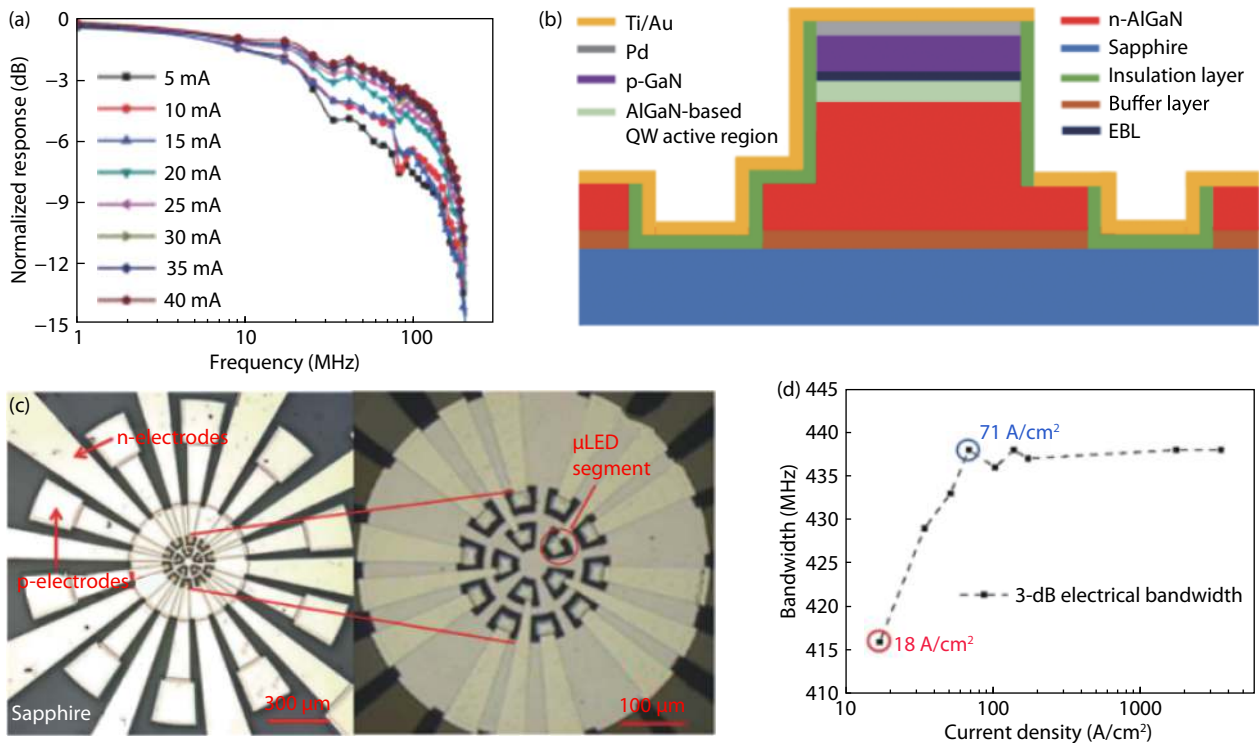 (a)
0
−3
−6
−9
−12
−15
Normalized response (dB)
5 mA
10 mA
15 mA
20 mA
25 mA
30 mA
35 mA
40 mA
1
10
100
Frequency (MHz)
(b)
Ti/Au
Pd
p-GaN
AlGaN-based
QW active region
n-AlGaN
Sapphire
Insulation layer
Buffer layer
EBL
(c)
n-electrodes
p-electrodes
Sapphire
300 μm
μLED
segment
100 μm
(d)
445
440
435
430
425
420
415
410
Bandwidth (MHz)
71 A/cm²
3-dB electrical bandwidth
18 A/cm²
10
100
1000
Current density (A/cm²)